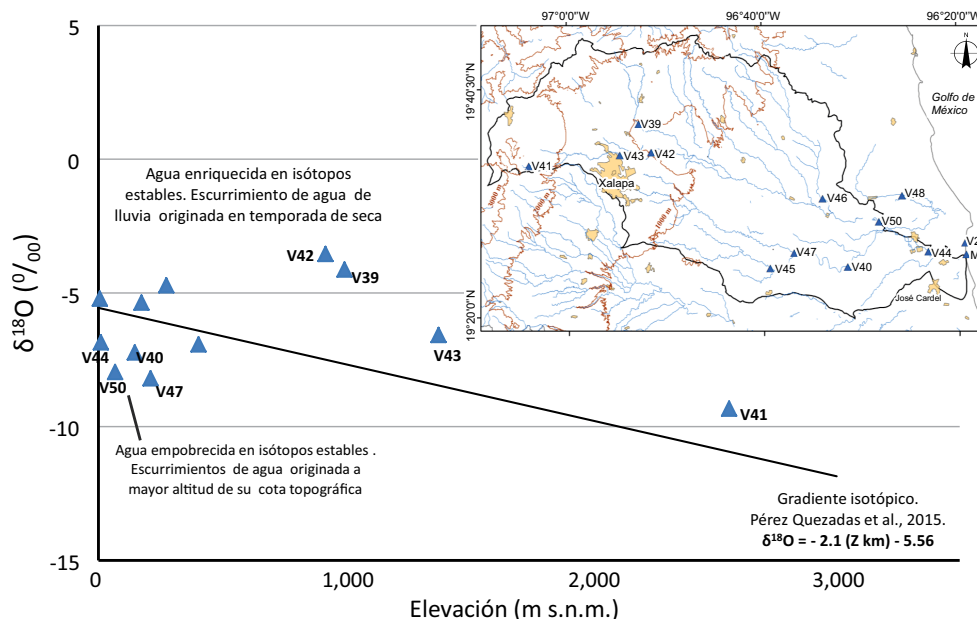 5
0
-5
-10
-15
δ¹⁸O (⁰/₀₀)
0
1,000
2,000
3,000
Elevación (m s.n.m.)
Agua enriquecida en isótopos
estables. Escurrimiento de agua de
lluvia originada en temporada de seca
V42
V39
V43
V41
V44
V40
V50
V47
Agua empobrecida en isótopos estables .
Escurrimientos de agua originada a
mayor altitud de su cota topográfica
Gradiente isotópico.
Pérez Quezadas et al., 2015.
δ¹⁸O = - 2.1 (Z km) - 5.56
97°0'0"W
96°40'0"W
96°20'0"W
19°40'30"N
19°20'0"N
N
Golfo de
México
V39
V43
V42
V41
Xalapa
V46
V48
V50
V47
V44
V45
V40
V2
M
José Cardel
1000 m